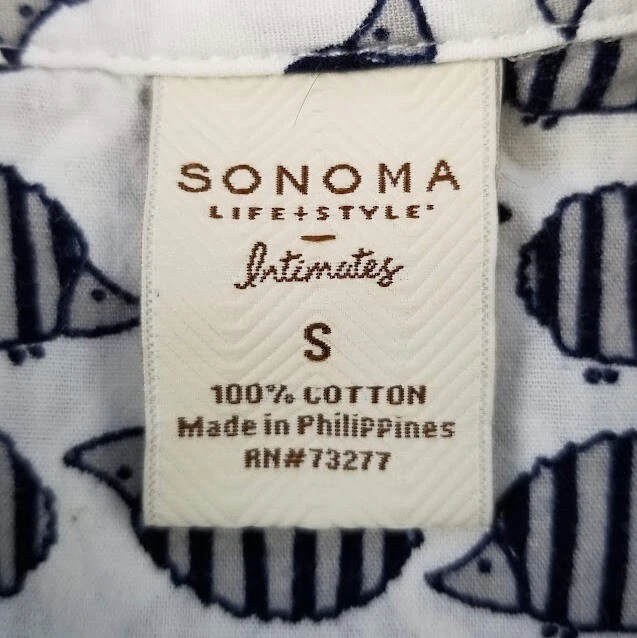 SONOMA
LIFE+STYLE®
Intimates
S
100% COTTON
Made in Philippines
RN#73277